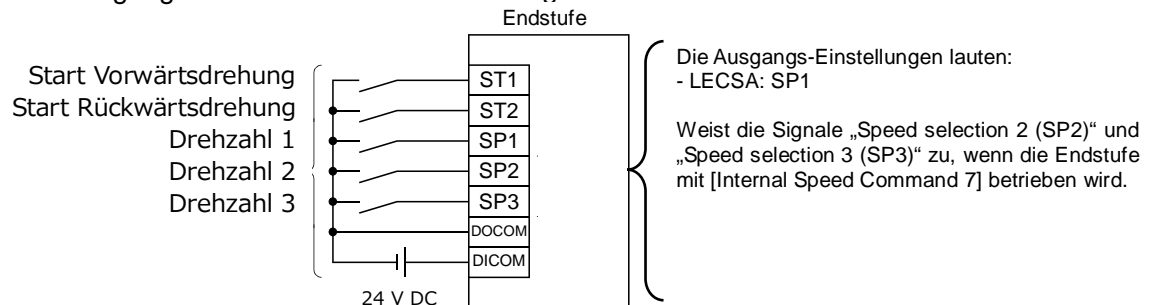 Endstufe
Start Vorwärtsdrehung
Start Rückwärtsdrehung
Drehzahl 1
Drehzahl 2
Drehzahl 3
ST1
ST2
SP1
SP2
SP3
DOCOM
DICOM
24 V DC
Die Ausgangs-Einstellungen lauten:
- LECSA: SP1
Weist die Signale „Speed selection 2 (SP2)“ und
„Speed selection 3 (SP3)“ zu, wenn die Endstufe
mit [Internal Speed Command 7] betrieben wird.